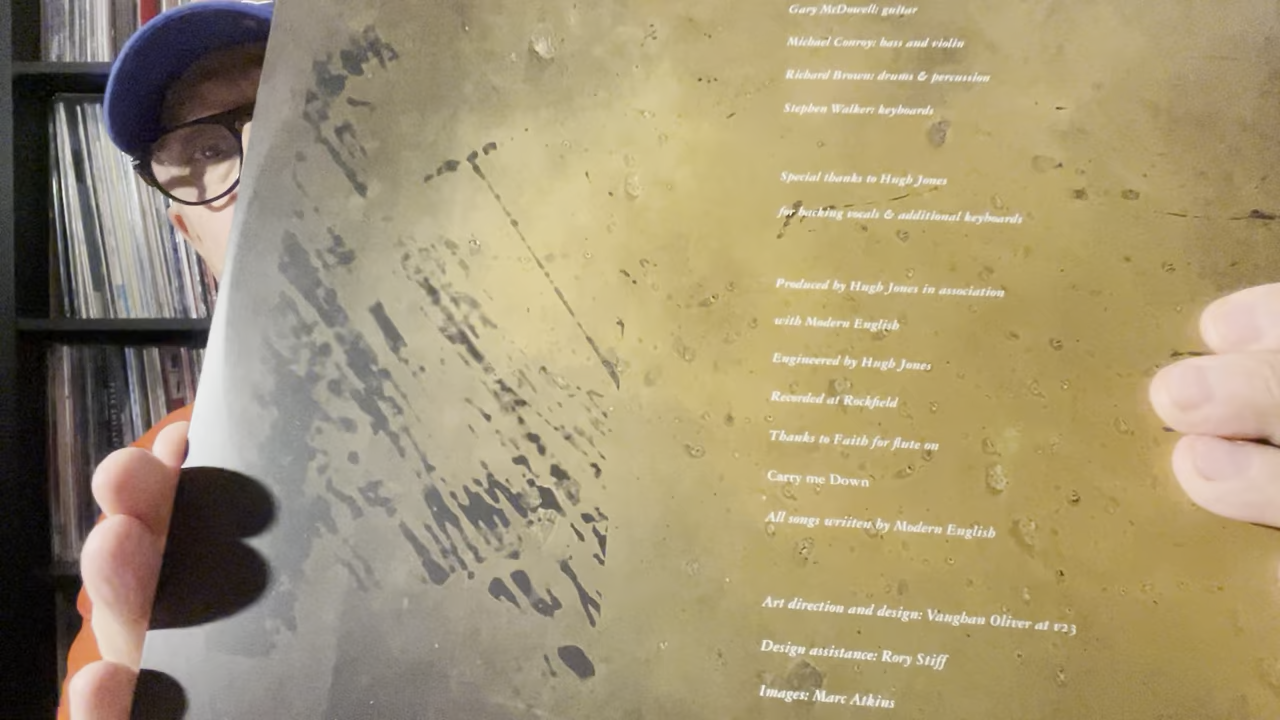 Gary McDowell: guitar
Michael Conroy: bass and violin
Richard Brown: drums & percussion
Stephen Walker: keyboards
Special thanks to Hugh Jones
for backing vocals & additional keyboards
Produced by Hugh Jones in association
with Modern English
Engineered by Hugh Jones
Recorded at Rockfield
Thanks to Faith for flute on
Carry me Down
All songs wriiten by Modern English
Art direction and design: Vaughan Oliver at v23
Design assistance: Rory Stiff
Images: Marc Atkins